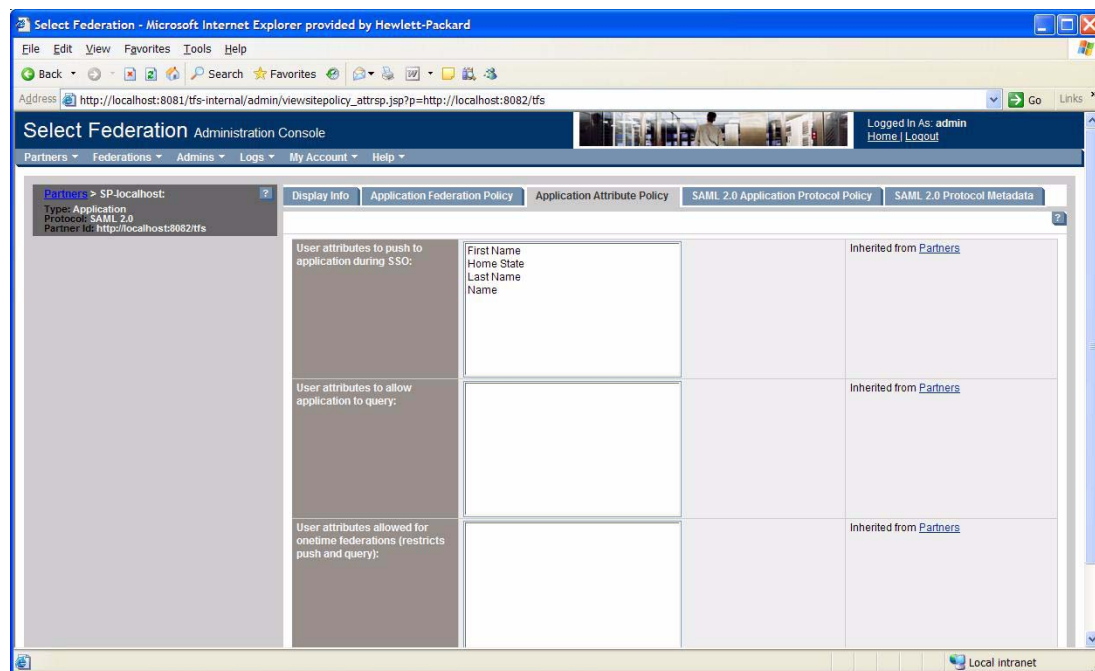 Select Federation - Microsoft Internet Explorer provided by Hewlett-Packard
File Edit View Favorites Tools Help
Back Search Favorites
Address http://localhost:8081/tfs-internal/admin/viewsitepolicy_attrsp.jsp?p=http://localhost:8082/tfs Go Links
Select Federation Administration Console
Logged In As: admin
Home | Logout
Partners Federations Admins Logs My Account Help
Partners > SP-localhost: ?
Type: Application
Protocol: SAML 2.0
Partner Id: http://localhost:8082/tfs
Display Info Application Federation Policy Application Attribute Policy SAML 2.0 Application Protocol Policy SAML 2.0 Protocol Metadata
?
User attributes to push to
application during SSO:
First Name
Home State
Last Name
Name
Inherited from Partners
User attributes to allow
application to query:
Inherited from Partners
User attributes allowed for
onetime federations (restricts
push and query):
Inherited from Partners
Local intranet